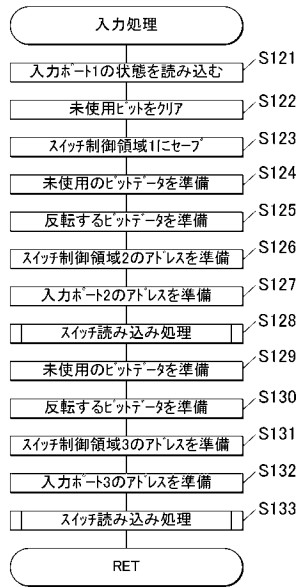 入力処理
入力ポート1の状態を読み込む S121
未使用ビットをクリア S122
スイッチ制御領域1にセーブ S123
未使用のビットデータを準備 S124
反転するビットデータを準備 S125
スイッチ制御領域2のアドレスを準備 S126
入力ポート2のアドレスを準備 S127
スイッチ読み込み処理 S128
未使用のビットデータを準備 S129
反転するビットデータを準備 S130
スイッチ制御領域3のアドレスを準備 S131
入力ポート3のアドレスを準備 S132
スイッチ読み込み処理 S133
RET